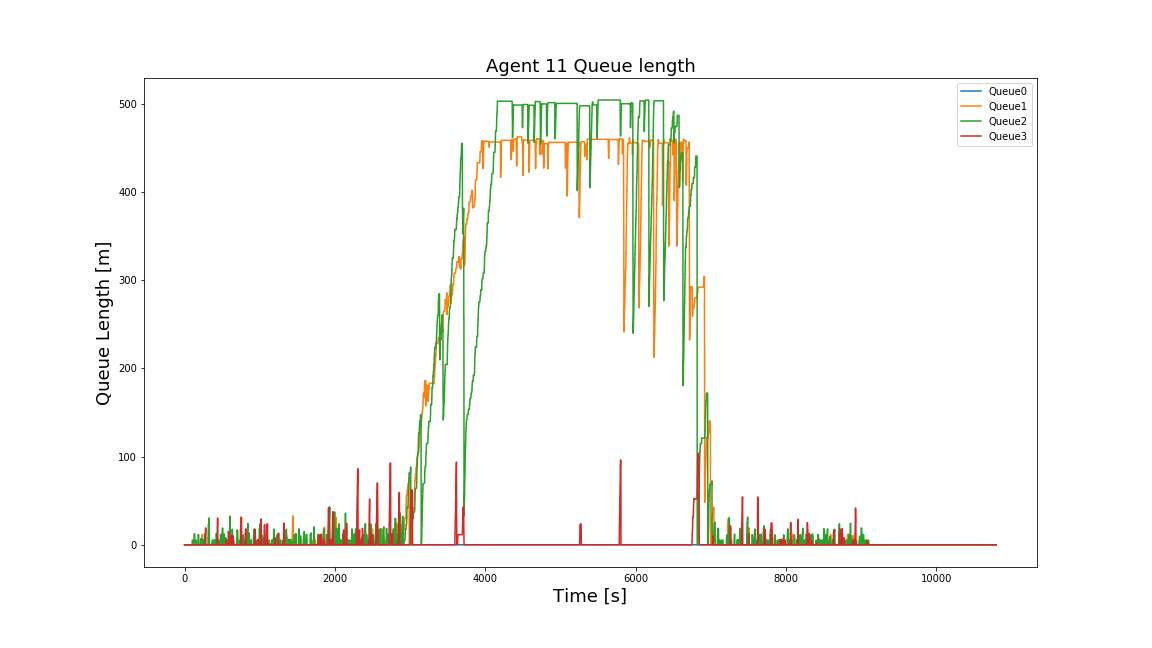 Agent 11 Queue length
Queue0
Queue1
Queue2
Queue3
500
400
300
200
100
0
Queue Length [m]
0 2000 4000 6000 8000 10000
Time [s]